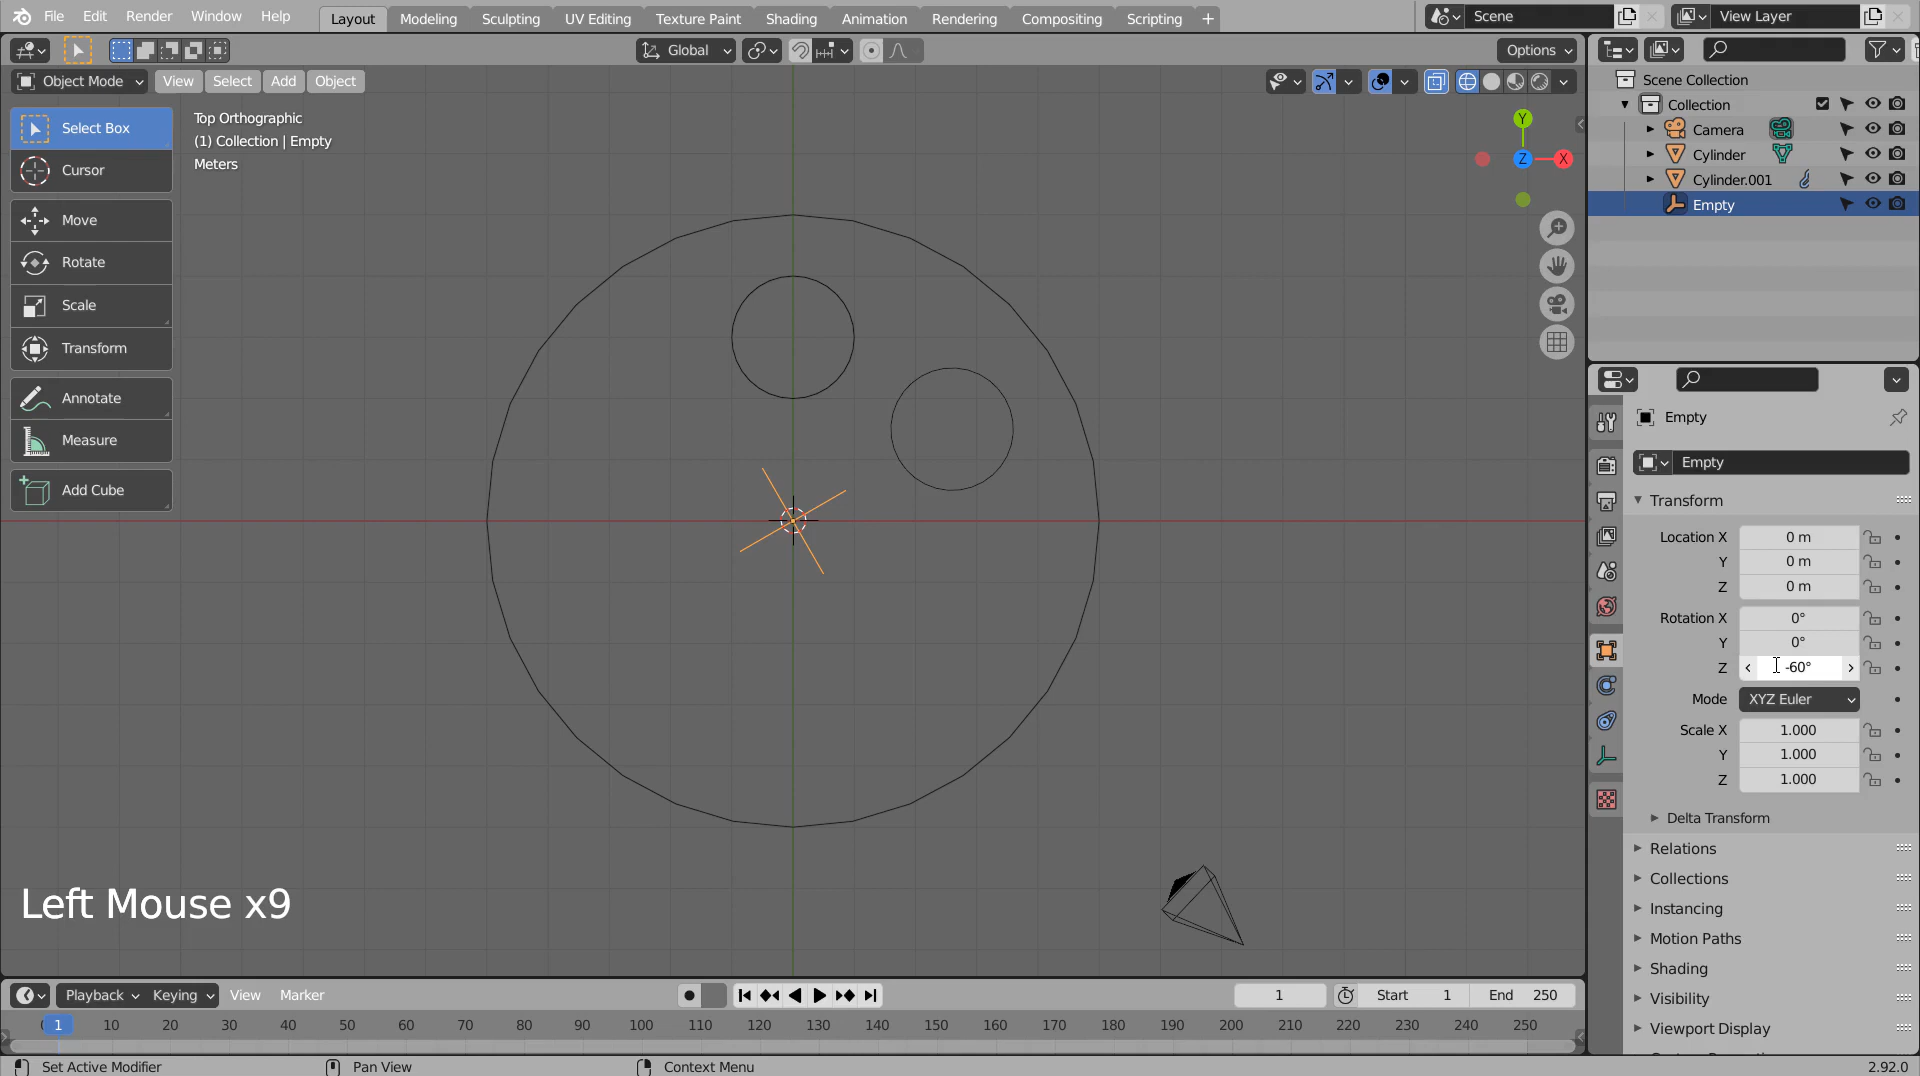 File Edit Render Window Help Layout Modeling Sculpting UV Editing Texture Paint Shading Animation Rendering Compositing Scripting + Scene View Layer
Global Options
Object Mode View Select Add Object
Select Box
Cursor
Move
Rotate
Scale
Transform
Annotate
Measure
Add Cube
Top Orthographic
(1) Collection | Empty
Meters
Y
Z
X
Left Mouse x9
Scene Collection
Collection
Camera
Cylinder
Cylinder.001
Empty
Empty
Empty
Transform
Location X 0 m
Y 0 m
Z 0 m
Rotation X 0°
Y 0°
Z -60°
Mode XYZ Euler
Scale X 1.000
Y 1.000
Z 1.000
Delta Transform
Relations
Collections
Instancing
Motion Paths
Shading
Visibility
Viewport Display
Playback Keying View Marker 1 Start 1 End 250
1 10 20 30 40 50 60 70 80 90 100 110 120 130 140 150 160 170 180 190 200 210 220 230 240 250
Set Active Modifier Pan View Context Menu 2.92.0